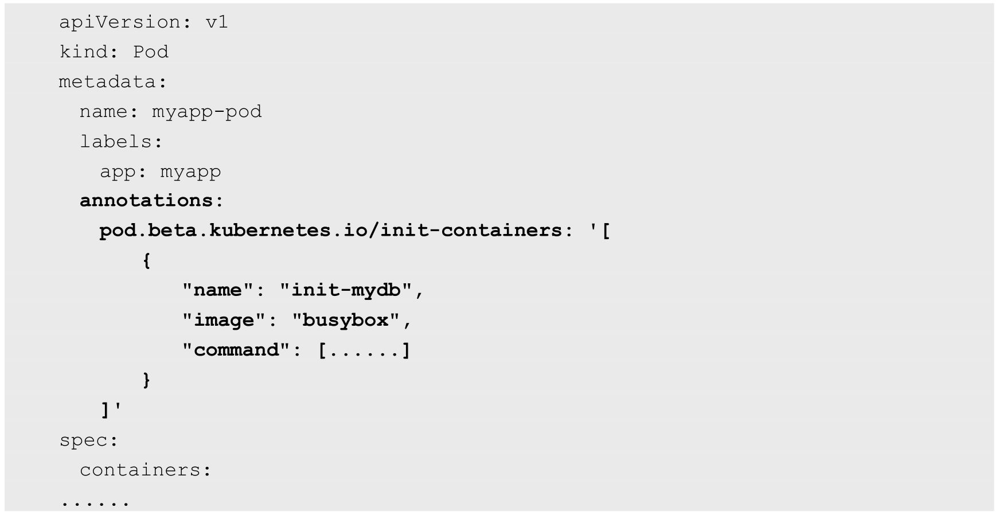 apiVersion: v1
kind: Pod
metadata:
  name: myapp-pod
  labels:
    app: myapp
  annotations:
    pod.beta.kubernetes.io/init-containers: '[
        {
            "name": "init-mydb",
            "image": "busybox",
            "command": [......]
        }
    ]'
spec:
  containers:
......